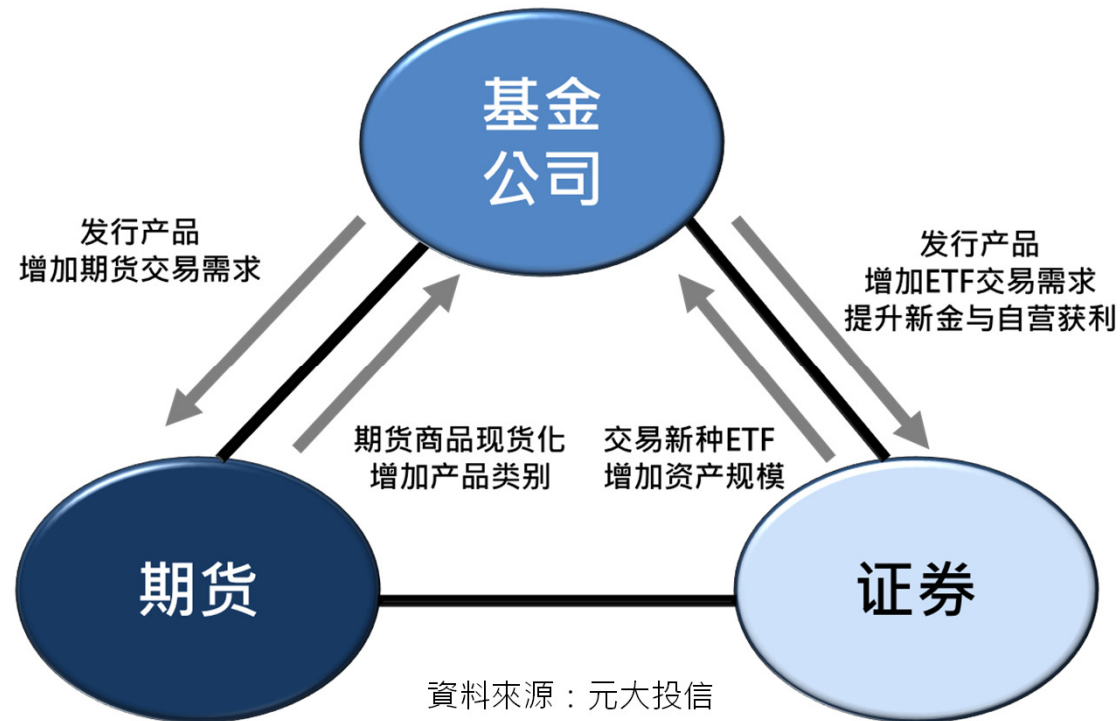 基金
公司
发行产品
增加期货交易需求
发行产品
增加ETF交易需求
提升新金与自营获利
期货商品现货化
增加产品类别
交易新种ETF
增加资产规模
期货
证券
資料來源：元大投信